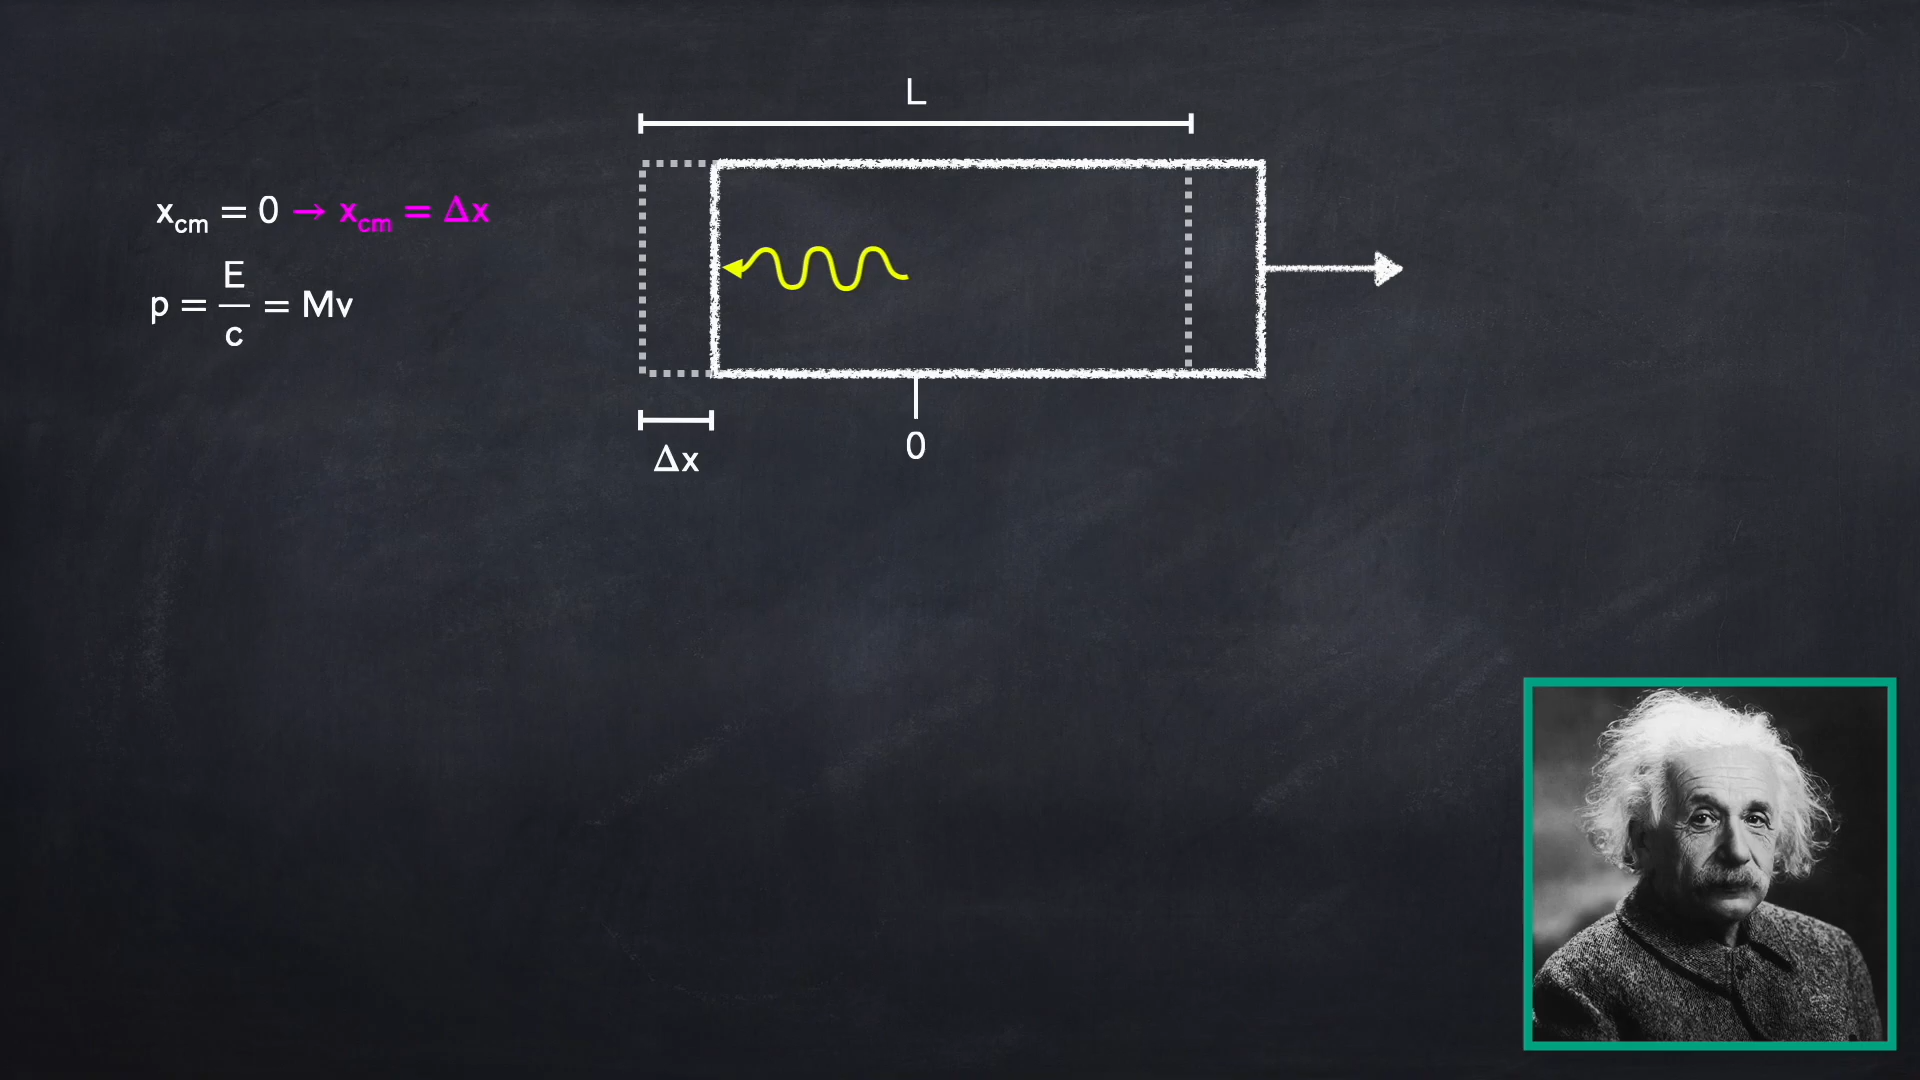 L
x_cm = 0 → x_cm = Δx
p = E/c = Mv
Δx
0